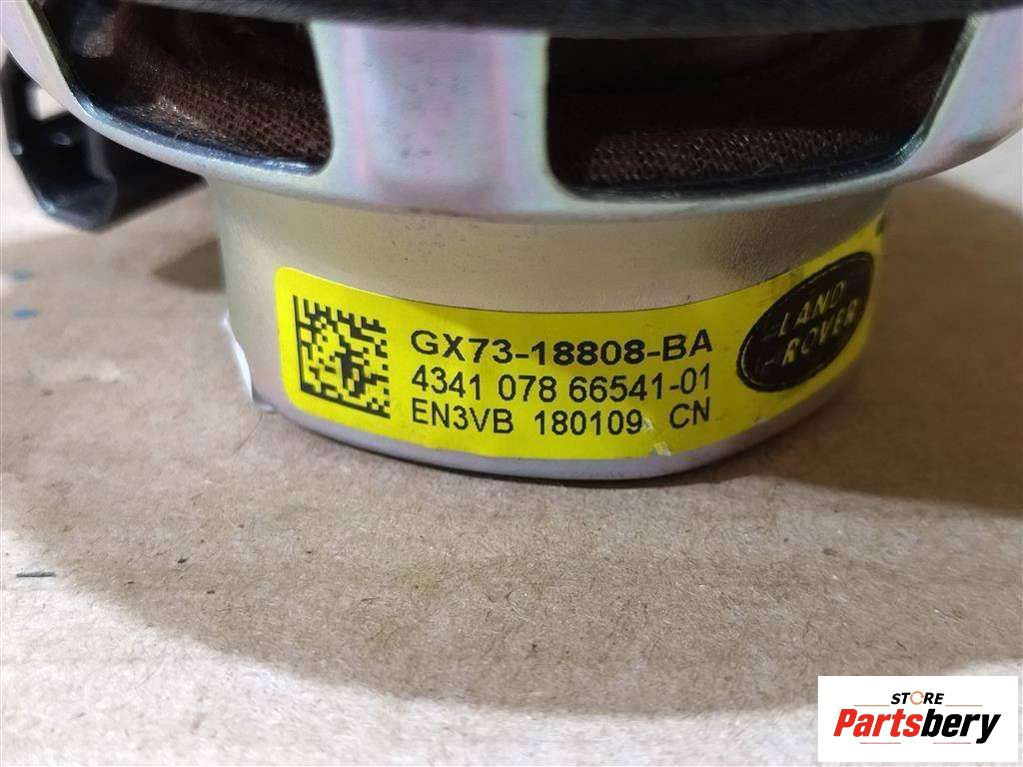 GX73-18808-BA
4341 078 66541-01
EN3VB 180109 CN
LAND
ROVER
STORE
Partsbery